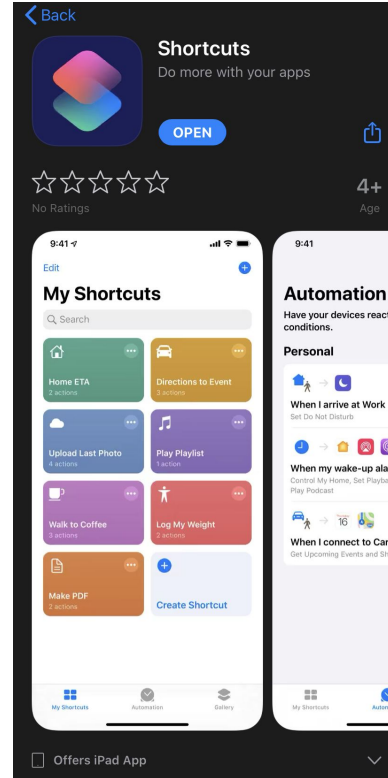 Back
Shortcuts
Do more with your apps
OPEN
4+
No Ratings
Age
9:41
Edit
My Shortcuts
Search
Home ETA
2 actions
Directions to Event
3 actions
Upload Last Photo
4 actions
Play Playlist
1 action
Walk to Coffee
3 actions
Log My Weight
2 actions
Make PDF
2 actions
Create Shortcut
My Shortcuts
Automation
Gallery
9:41
Automation
Have your devices react
conditions.
Personal
When I arrive at Work
Set Do Not Disturb
When my wake-up ala
Control My Home, Set Playba
Play Podcast
16
When I connect to Car
Get Upcoming Events and Sh
My Shortcuts
Autom
Offers iPad App